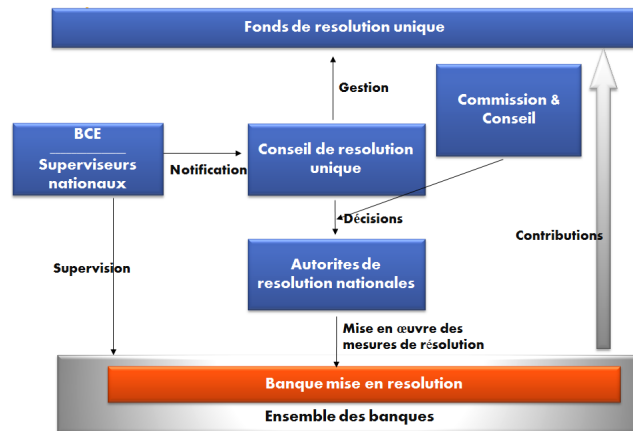 Fonds de resolution unique
Gestion
Commission &
Conseil
BCE
Superviseurs
nationaux
Notification
Conseil de resolution
unique
Décisions
Contributions
Supervision
Autorites de
resolution nationales
Mise en œuvre des
mesures de résolution
Banque mise en resolution
Ensemble des banques